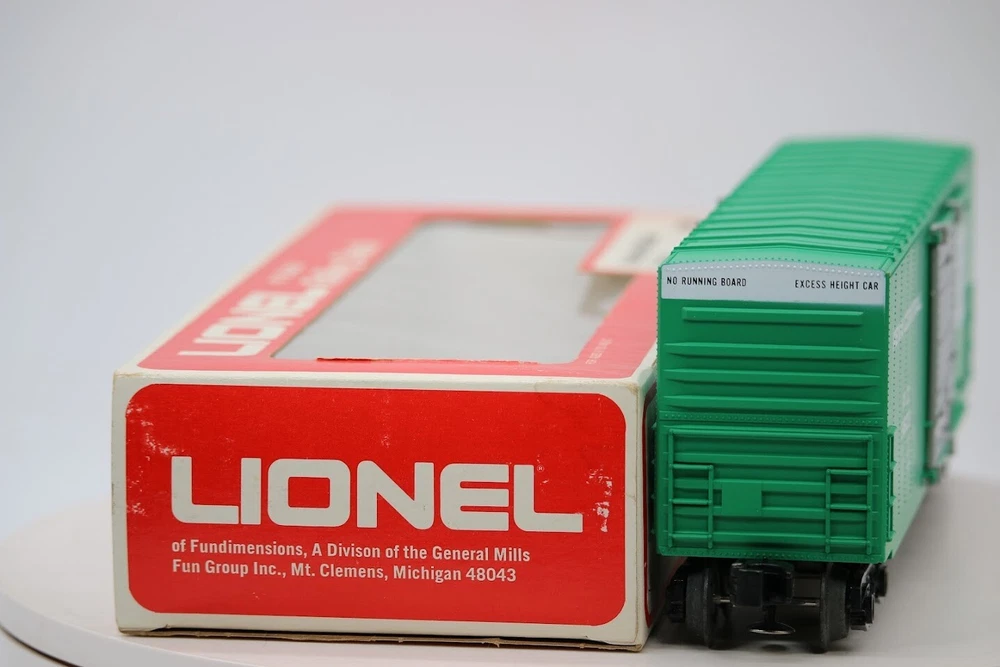 LIONEL
LIONEL®
of Fundimensions, A Divison of the General Mills
Fun Group Inc., Mt. Clemens, Michigan 48043
NO RUNNING BOARD EXCESS HEIGHT CAR